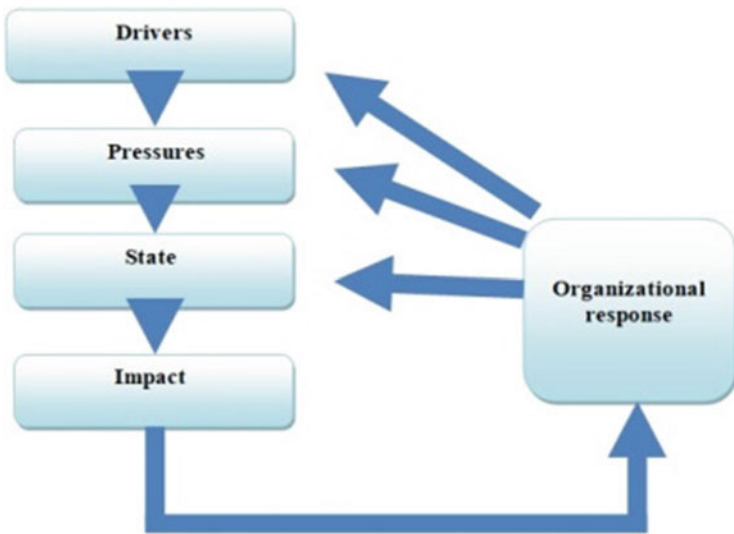 Drivers
Pressures
State
Impact
Organizational
response